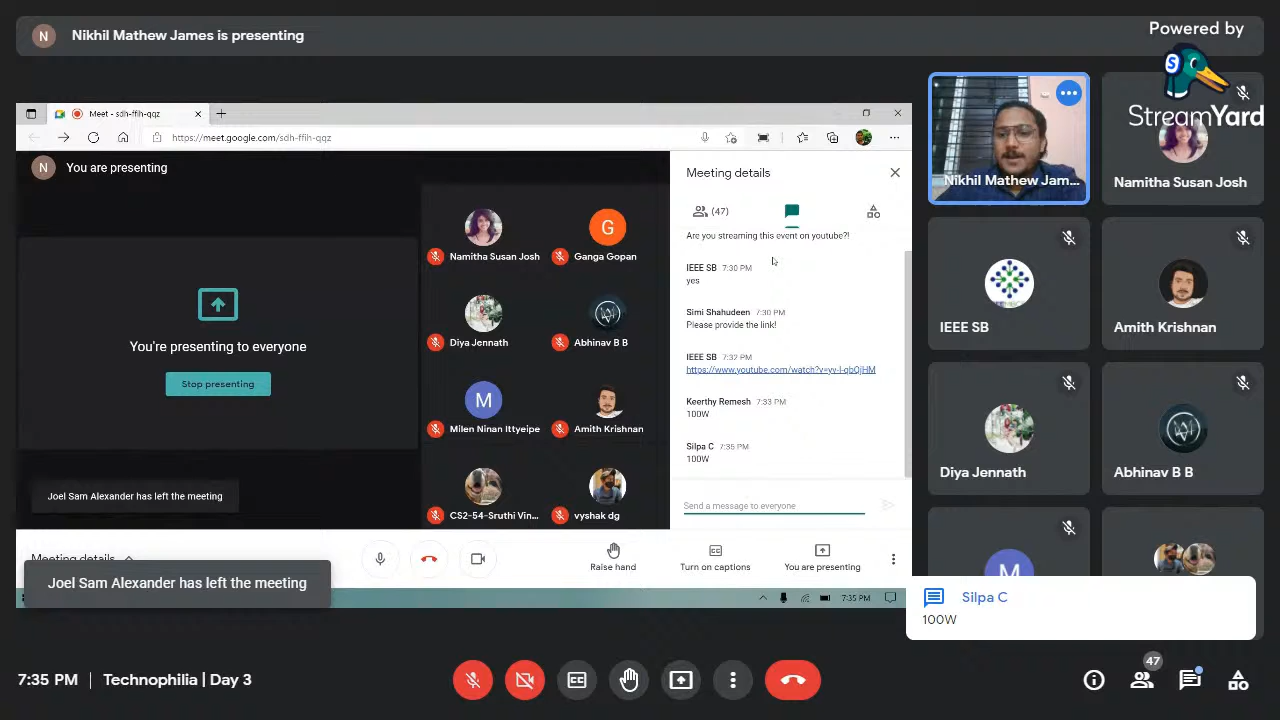 Nikhil Mathew James is presenting
Powered by
StreamYard
Meet - sdh-ffih-qqz
https://meet.google.com/sdh-ffih-qqz
N
N
You are presenting
You're presenting to everyone
Stop presenting
Joel Sam Alexander has left the meeting
Namitha Susan Josh
G
Ganga Gopan
Diya Jennath
Abhinav B B
M
Milen Ninan Ittyeipe
Amith Krishnan
CS2-54-Sruthi Vin...
vyshak dg
Meeting details
(47)
Are you streaming this event on youtube?!
IEEE SB 7:30 PM
yes
Simi Shahudeen 7:30 PM
Please provide the link!
IEEE SB 7:32 PM
https://www.youtube.com/watch?v=yv-I-qbQjHM
Keerthy Remesh 7:33 PM
100W
Silpa C 7:35 PM
100W
Send a message to everyone
Meeting details
Raise hand
Turn on captions
You are presenting
Joel Sam Alexander has left the meeting
7:35 PM
Nikhil Mathew Jam...
Namitha Susan Josh
IEEE SB
Amith Krishnan
Diya Jennath
Abhinav B B
M
Silpa C
100W
7:35 PM | Technophilia | Day 3
47